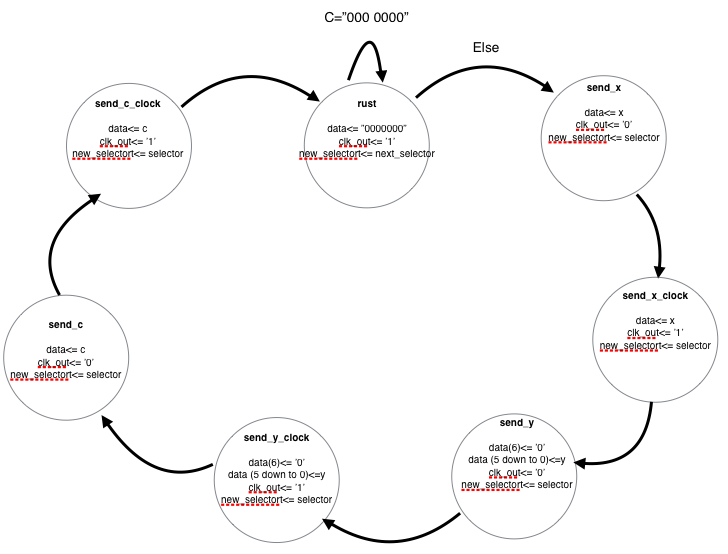 C="000 0000"
Else
send_c_clock
data<= c
clk_out<= '1'
new_selectort<= selector
rust
data<= "0000000"
clk_out<= '1'
new_selectort<= next_selector
send_x
data<= x
clk_out<= '0'
new_selectort<= selector
send_x_clock
data<= x
clk_out<= '1'
new_selectort<= selector
send_y
data(6)<= '0'
data (5 down to 0)<=y
clk_out<= '0'
new_selectort<= selector
send_y_clock
data(6)<= '0'
data (5 down to 0)<=y
clk_out<= '1'
new_selectort<= selector
send_c
data<= c
clk_out<= '0'
new_selectort<= selector